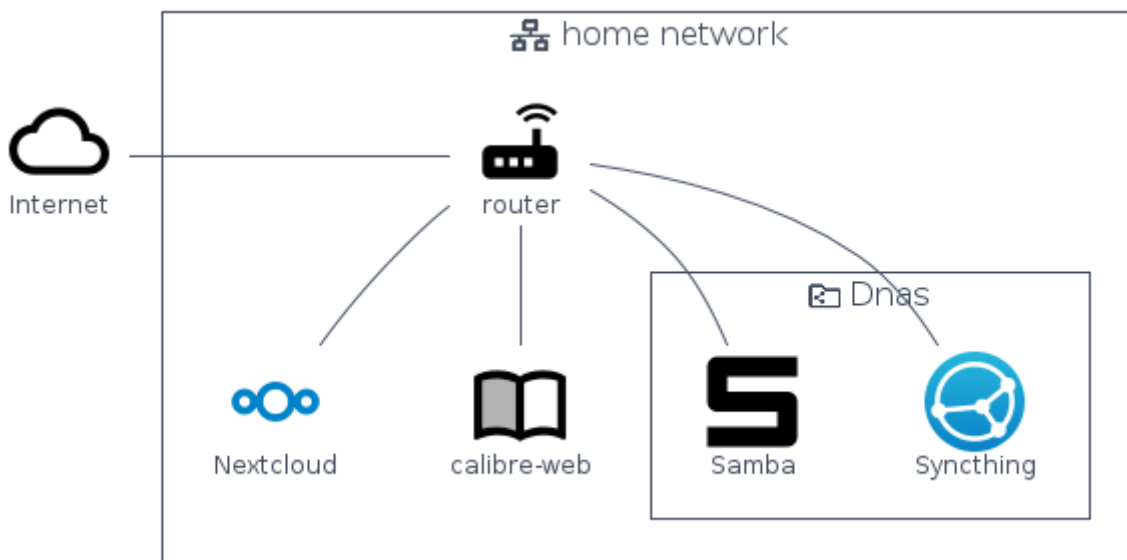 home network
Internet
router
Dnas
Nextcloud
calibre-web
Samba
Syncthing